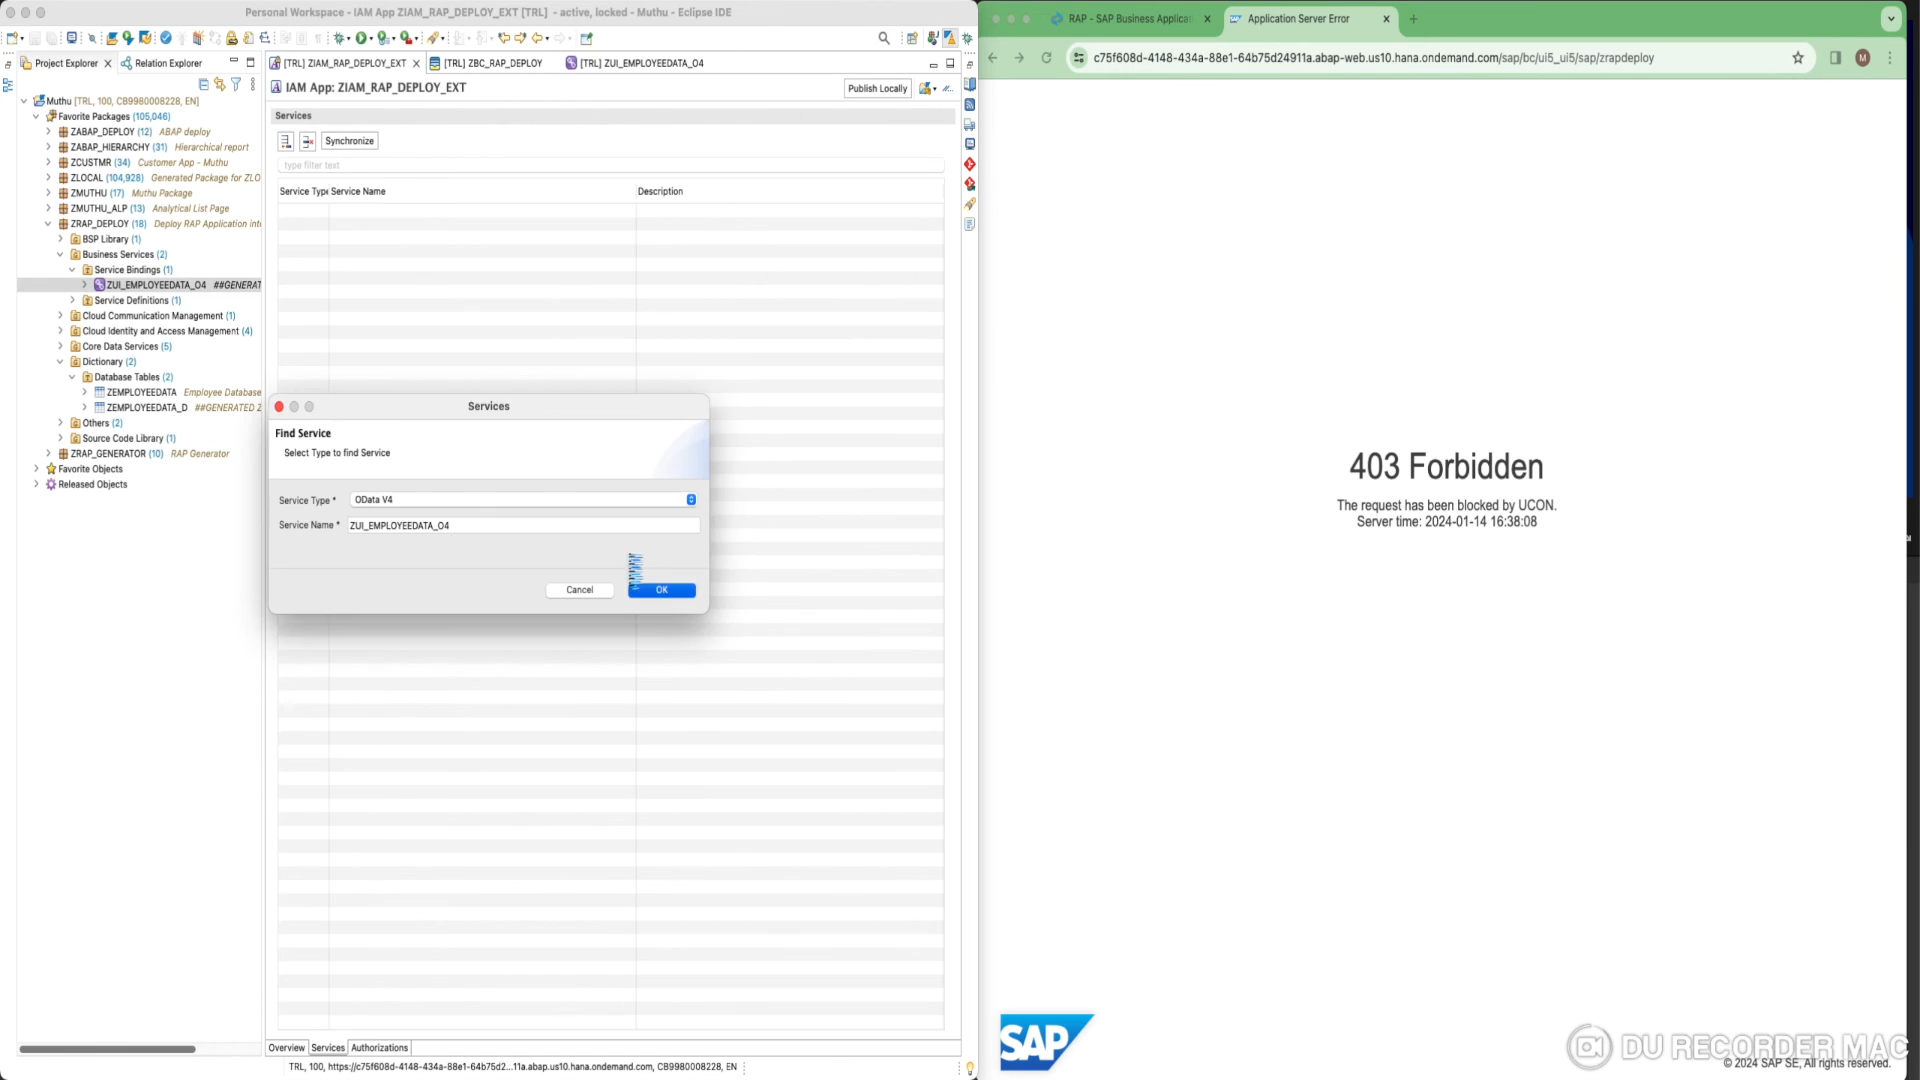 Personal Workspace - IAM App ZIAM_RAP_DEPLOY_EXT [TRL] - active, locked - Muthu - Eclipse IDE
Project Explorer
Relation Explorer
Muthu [TRL, 100, CB9980008228, EN]
Favorite Packages (105,046)
ZABAP_DEPLOY (12) ABAP deploy
ZABAP_HIERARCHY (31) Hierarchical report
ZCUSTMR (34) Customer App - Muthu
ZLOCAL (104,928) Generated Package for ZLO
ZMUTHU (17) Muthu Package
ZMUTHU_ALP (13) Analytical List Page
ZRAP_DEPLOY (18) Deploy RAP Application int
BSP Library (1)
Business Services (2)
Service Bindings (1)
ZUI_EMPLOYEEDATA_O4 ##GENERAT
Service Definitions (1)
Cloud Communication Management (1)
Cloud Identity and Access Management (4)
Core Data Services (5)
Dictionary (2)
Database Tables (2)
ZEMPLOYEEDATA Employee Database
ZEMPLOYEEDATA_D ##GENERATED Z
Others (2)
Source Code Library (1)
ZRAP_GENERATOR (10) RAP Generator
Favorite Objects
Released Objects
[TRL] ZIAM_RAP_DEPLOY_EXT
[TRL] ZBC_RAP_DEPLOY
[TRL] ZUI_EMPLOYEEDATA_O4
IAM App: ZIAM_RAP_DEPLOY_EXT
Publish Locally
Services
Synchronize
type filter text
Service Type Service Name Description
Services
Find Service
Select Type to find Service
Service Type * OData V4
Service Name * ZUI_EMPLOYEEDATA_O4
Cancel
OK
Overview Services Authorizations
TRL, 100, https://c75f608d-4148-434a-88e1-64b75d2...11a.abap.us10.hana.ondemand.com, CB9980008228, EN
RAP - SAP Business Applicat
Application Server Error
c75f608d-4148-434a-88e1-64b75d24911a.abap-web.us10.hana.ondemand.com/sap/bc/ui5_ui5/sap/zrapdeploy
M
403 Forbidden
The request has been blocked by UCON.
Server time: 2024-01-14 16:38:08
SAP
DU RECORDER MAC
© 2024 SAP SE, All rights reserved.